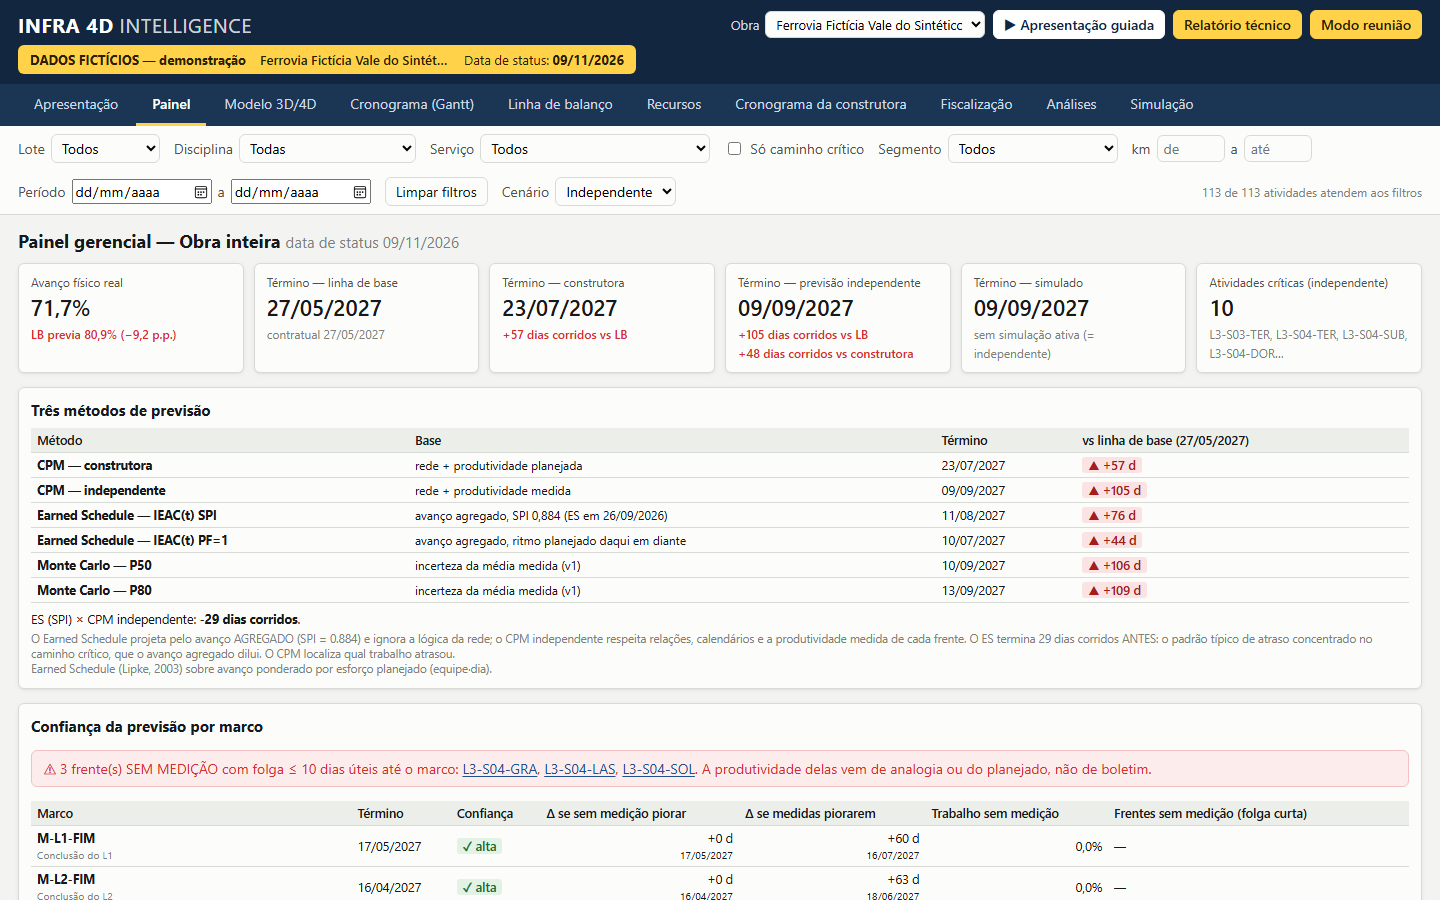 INFRA 4D INTELLIGENCE
Obra Ferrovia Fictícia Vale do Sintético ▶ Apresentação guiada Relatório técnico Modo reunião
DADOS FICTÍCIOS — demonstração Ferrovia Fictícia Vale do Sintét... Data de status: 09/11/2026
Apresentação Painel Modelo 3D/4D Cronograma (Gantt) Linha de balanço Recursos Cronograma da construtora Fiscalização Análises Simulação
Lote Todos Disciplina Todas Serviço Todos Só caminho crítico Segmento Todos km de a até
Período dd/mm/aaaa a dd/mm/aaaa Limpar filtros Cenário Independente 113 de 113 atividades atendem aos filtros
Painel gerencial — Obra inteira data de status 09/11/2026
Avanço físico real
71,7%
LB previa 80,9% (−9,2 p.p.)
Término — linha de base
27/05/2027
contratual 27/05/2027
Término — construtora
23/07/2027
+57 dias corridos vs LB
Término — previsão independente
09/09/2027
+105 dias corridos vs LB
+48 dias corridos vs construtora
Término — simulado
09/09/2027
sem simulação ativa (=
independente)
Atividades críticas (independente)
10
L3-S03-TER, L3-S04-TER, L3-S04-SUB,
L3-S04-DOR...
Três métodos de previsão
Método Base Término vs linha de base (27/05/2027)
CPM — construtora rede + produtividade planejada 23/07/2027 ▲ +57 d
CPM — independente rede + produtividade medida 09/09/2027 ▲ +105 d
Earned Schedule — IEAC(t) SPI avanço agregado, SPI 0,884 (ES em 26/09/2026) 11/08/2027 ▲ +76 d
Earned Schedule — IEAC(t) PF=1 avanço agregado, ritmo planejado daqui em diante 10/07/2027 ▲ +44 d
Monte Carlo — P50 incerteza da média medida (v1) 10/09/2027 ▲ +106 d
Monte Carlo — P80 incerteza da média medida (v1) 13/09/2027 ▲ +109 d
ES (SPI) × CPM independente: -29 dias corridos.
O Earned Schedule projeta pelo avanço AGREGADO (SPI = 0.884) e ignora a lógica da rede; o CPM independente respeita relações, calendários e a produtividade medida de cada frente. O ES termina 29 dias corridos ANTES: o padrão típico de atraso concentrado no
caminho crítico, que o avanço agregado dilui. O CPM localiza qual trabalho atrasou.
Earned Schedule (Lipke, 2003) sobre avanço ponderado por esforço planejado (equipe·dia).
Confiança da previsão por marco
⚠ 3 frente(s) SEM MEDIÇÃO com folga ≤ 10 dias úteis até o marco: L3-S04-GRA, L3-S04-LAS, L3-S04-SOL. A produtividade delas vem de analogia ou do planejado, não de boletim.
Marco Término Confiança Δ se sem medição piorar Δ se medidas piorarem Trabalho sem medição Frentes sem medição (folga curta)
M-L1-FIM 17/05/2027 ✓ alta +0 d +60 d 0,0% —
Conclusão do L1 17/05/2027 16/07/2027
M-L2-FIM 16/04/2027 ✓ alta +0 d +63 d 0,0% —
Conclusão do L2 16/04/2027 18/06/2027